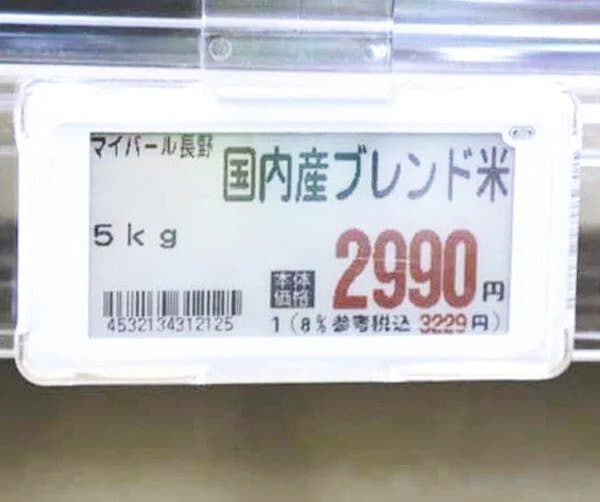 マイパール長野
国内産ブレンド米
5kg
本体価格 2990円
4532134312125
1(8% 参考税込 3229円)